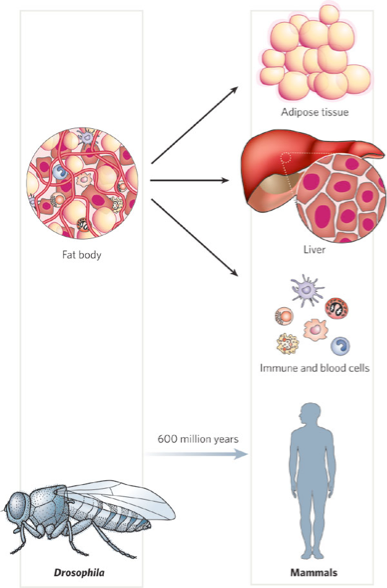 Adipose tissue
Fat body
Liver
Immune and blood cells
600 million years
Drosophila
Mammals